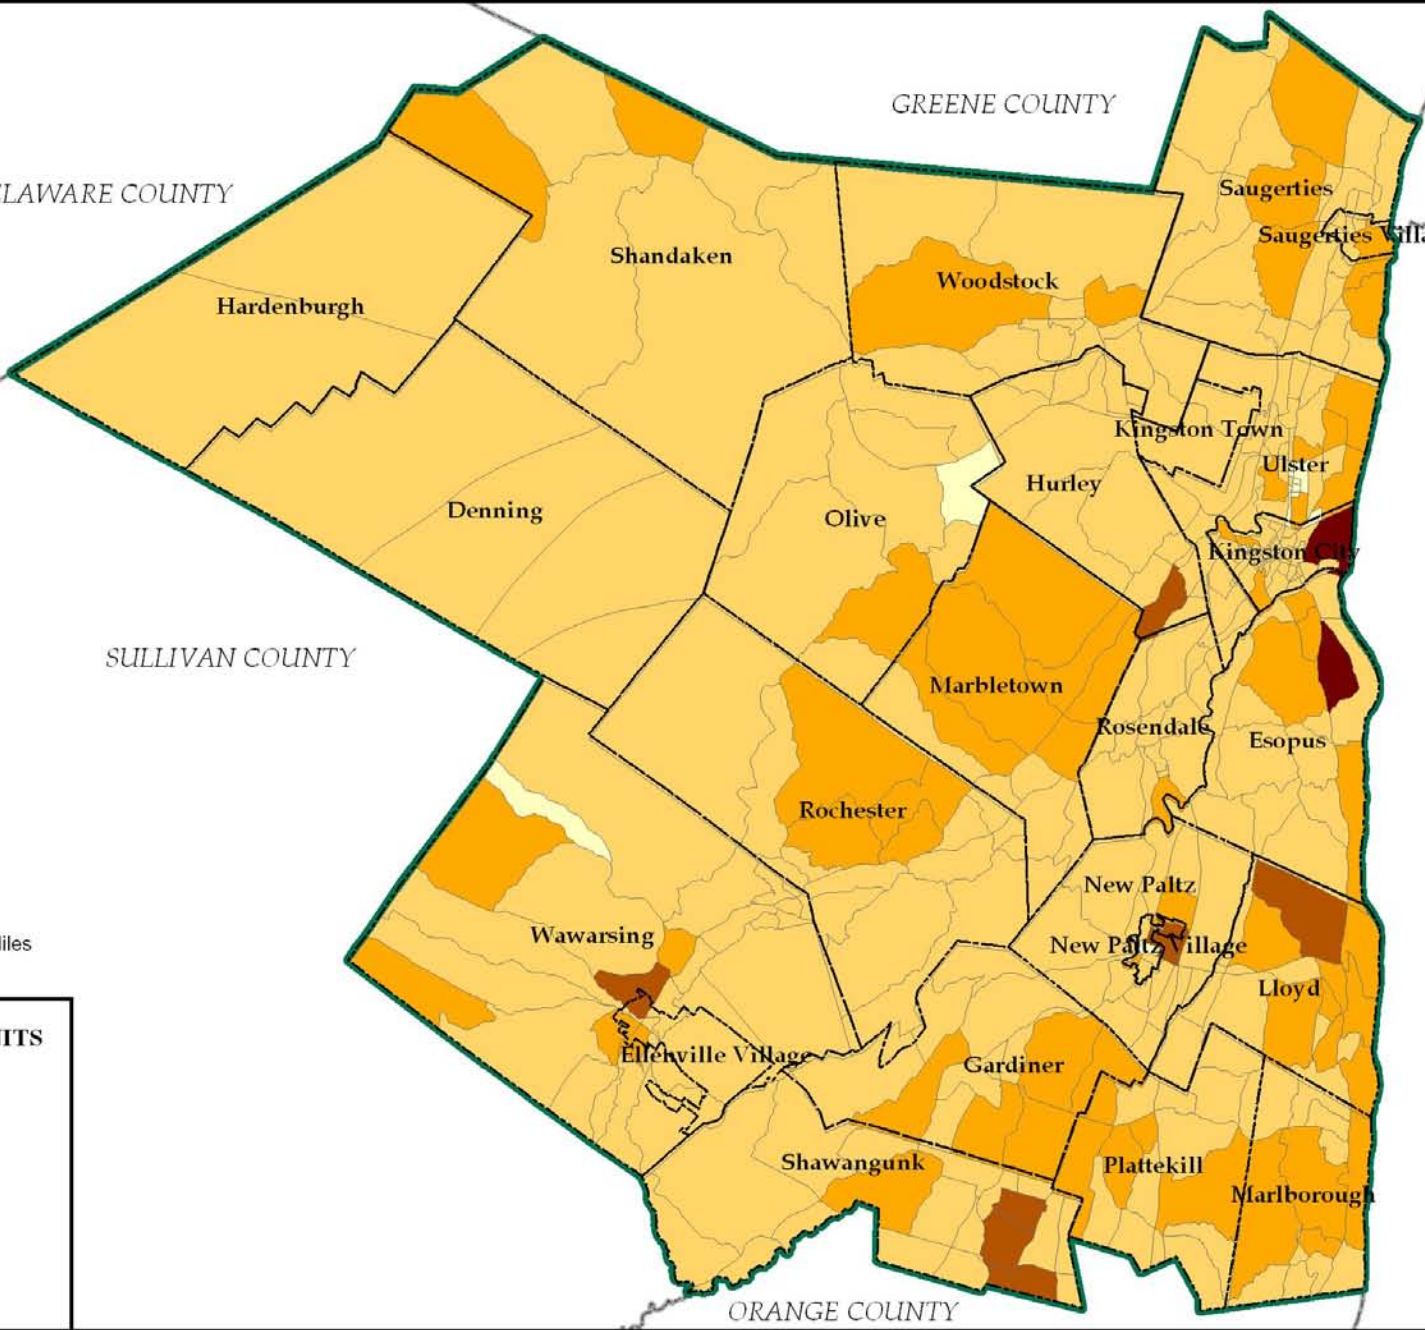 GREENE COUNTY
LAWARE COUNTY
Saugerties
Saugerties Villa
Shandaken
Woodstock
Hardenburgh
Kingston Town
Ulster
Hurley
Denning
Olive
Kingston City
SULLIVAN COUNTY
Marbletown
Rosendale
Esopus
Rochester
New Paltz
Wawarsing
New Paltz Village
iles
Lloyd
NITS
Ellenville Village
Gardiner
Shawangunk
Plattekill
Marlborough
ORANGE COUNTY